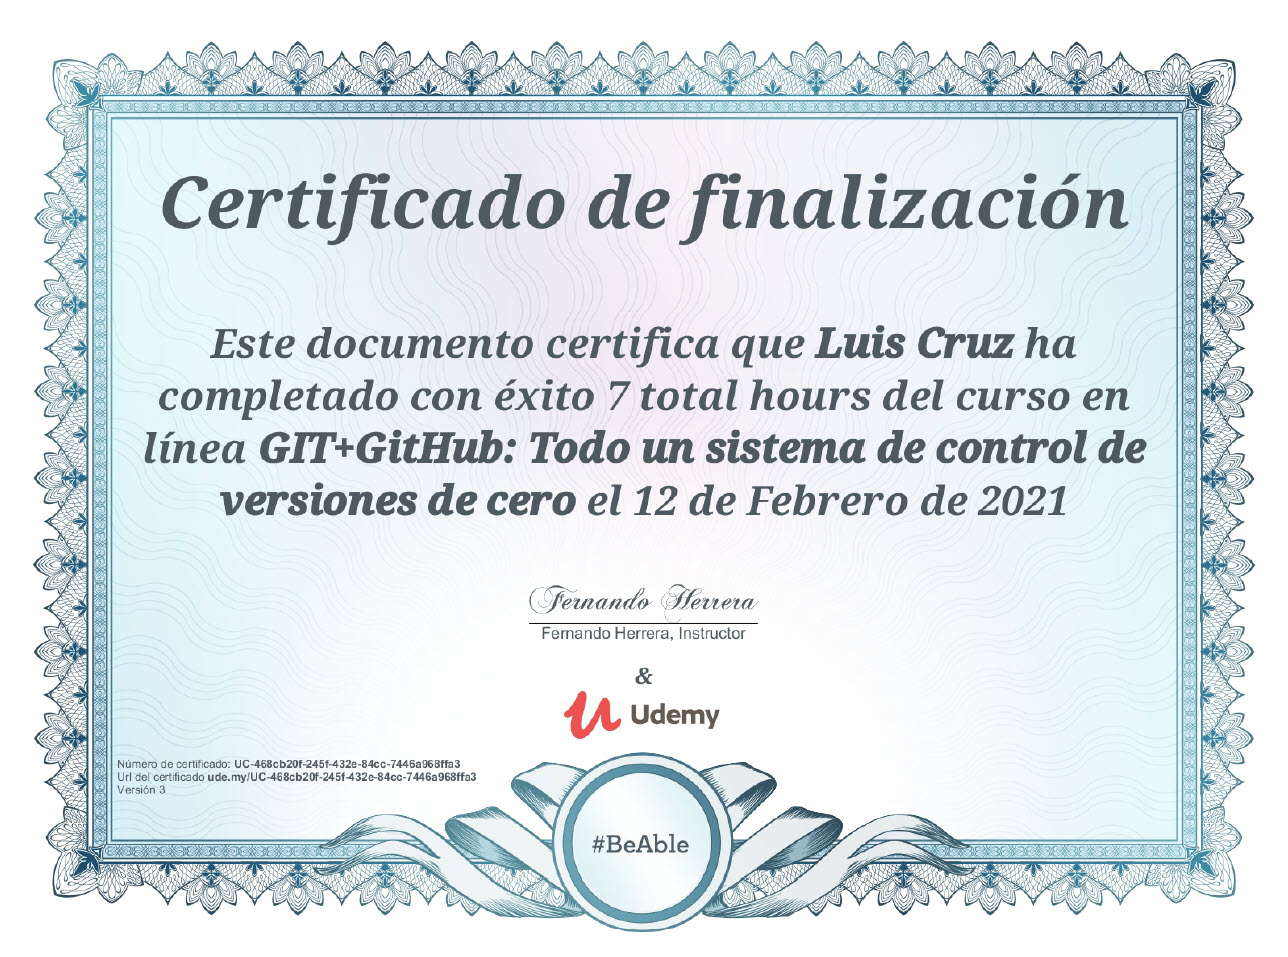 Certificado de finalización
Este documento certifica que Luis Cruz ha
completado con éxito 7 total hours del curso en
línea GIT+GitHub: Todo un sistema de control de
versiones de cero el 12 de Febrero de 2021
Fernando Herrera
Fernando Herrera, Instructor
&
Udemy
Número de certificado: UC-468cb20f-245f-432e-84cc-7446a968ffa3
Url del certificado ude.my/UC-468cb20f-245f-432e-84cc-7446a968ffa3
Versión 3
#BeAble